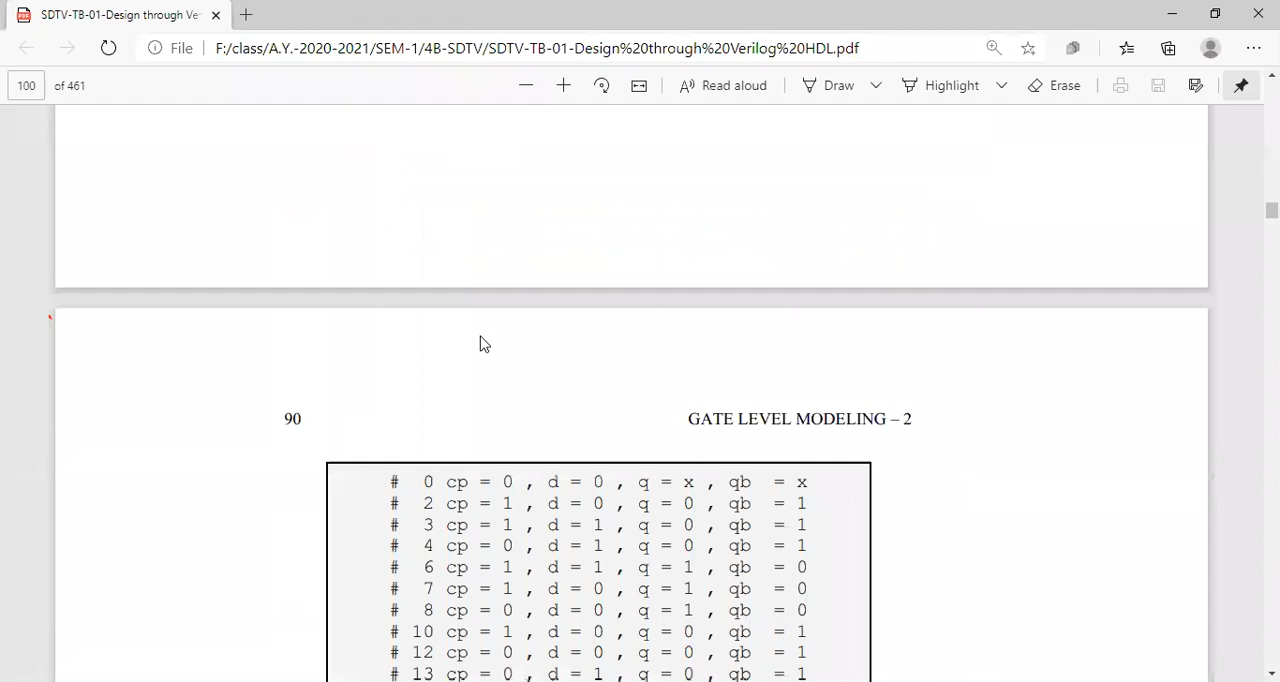 SDTV-TB-01-Design through Ve
File
F:/class/A.Y.-2020-2021/SEM-1/4B-SDTV/SDTV-TB-01-Design%20through%20Verilog%20HDL.pdf
100 of 461
Read aloud
Draw
Highlight
Erase
90
GATE LEVEL MODELING – 2
# 0 cp = 0 , d = 0 , q = x , qb = x
# 2 cp = 1 , d = 0 , q = 0 , qb = 1
# 3 cp = 1 , d = 1 , q = 0 , qb = 1
# 4 cp = 0 , d = 1 , q = 0 , qb = 1
# 6 cp = 1 , d = 1 , q = 1 , qb = 0
# 7 cp = 1 , d = 0 , q = 1 , qb = 0
# 8 cp = 0 , d = 0 , q = 1 , qb = 0
# 10 cp = 1 , d = 0 , q = 0 , qb = 1
# 12 cp = 0 , d = 0 , q = 0 , qb = 1
# 13 cp = 0 , d = 1 , q = 0 , qb = 1